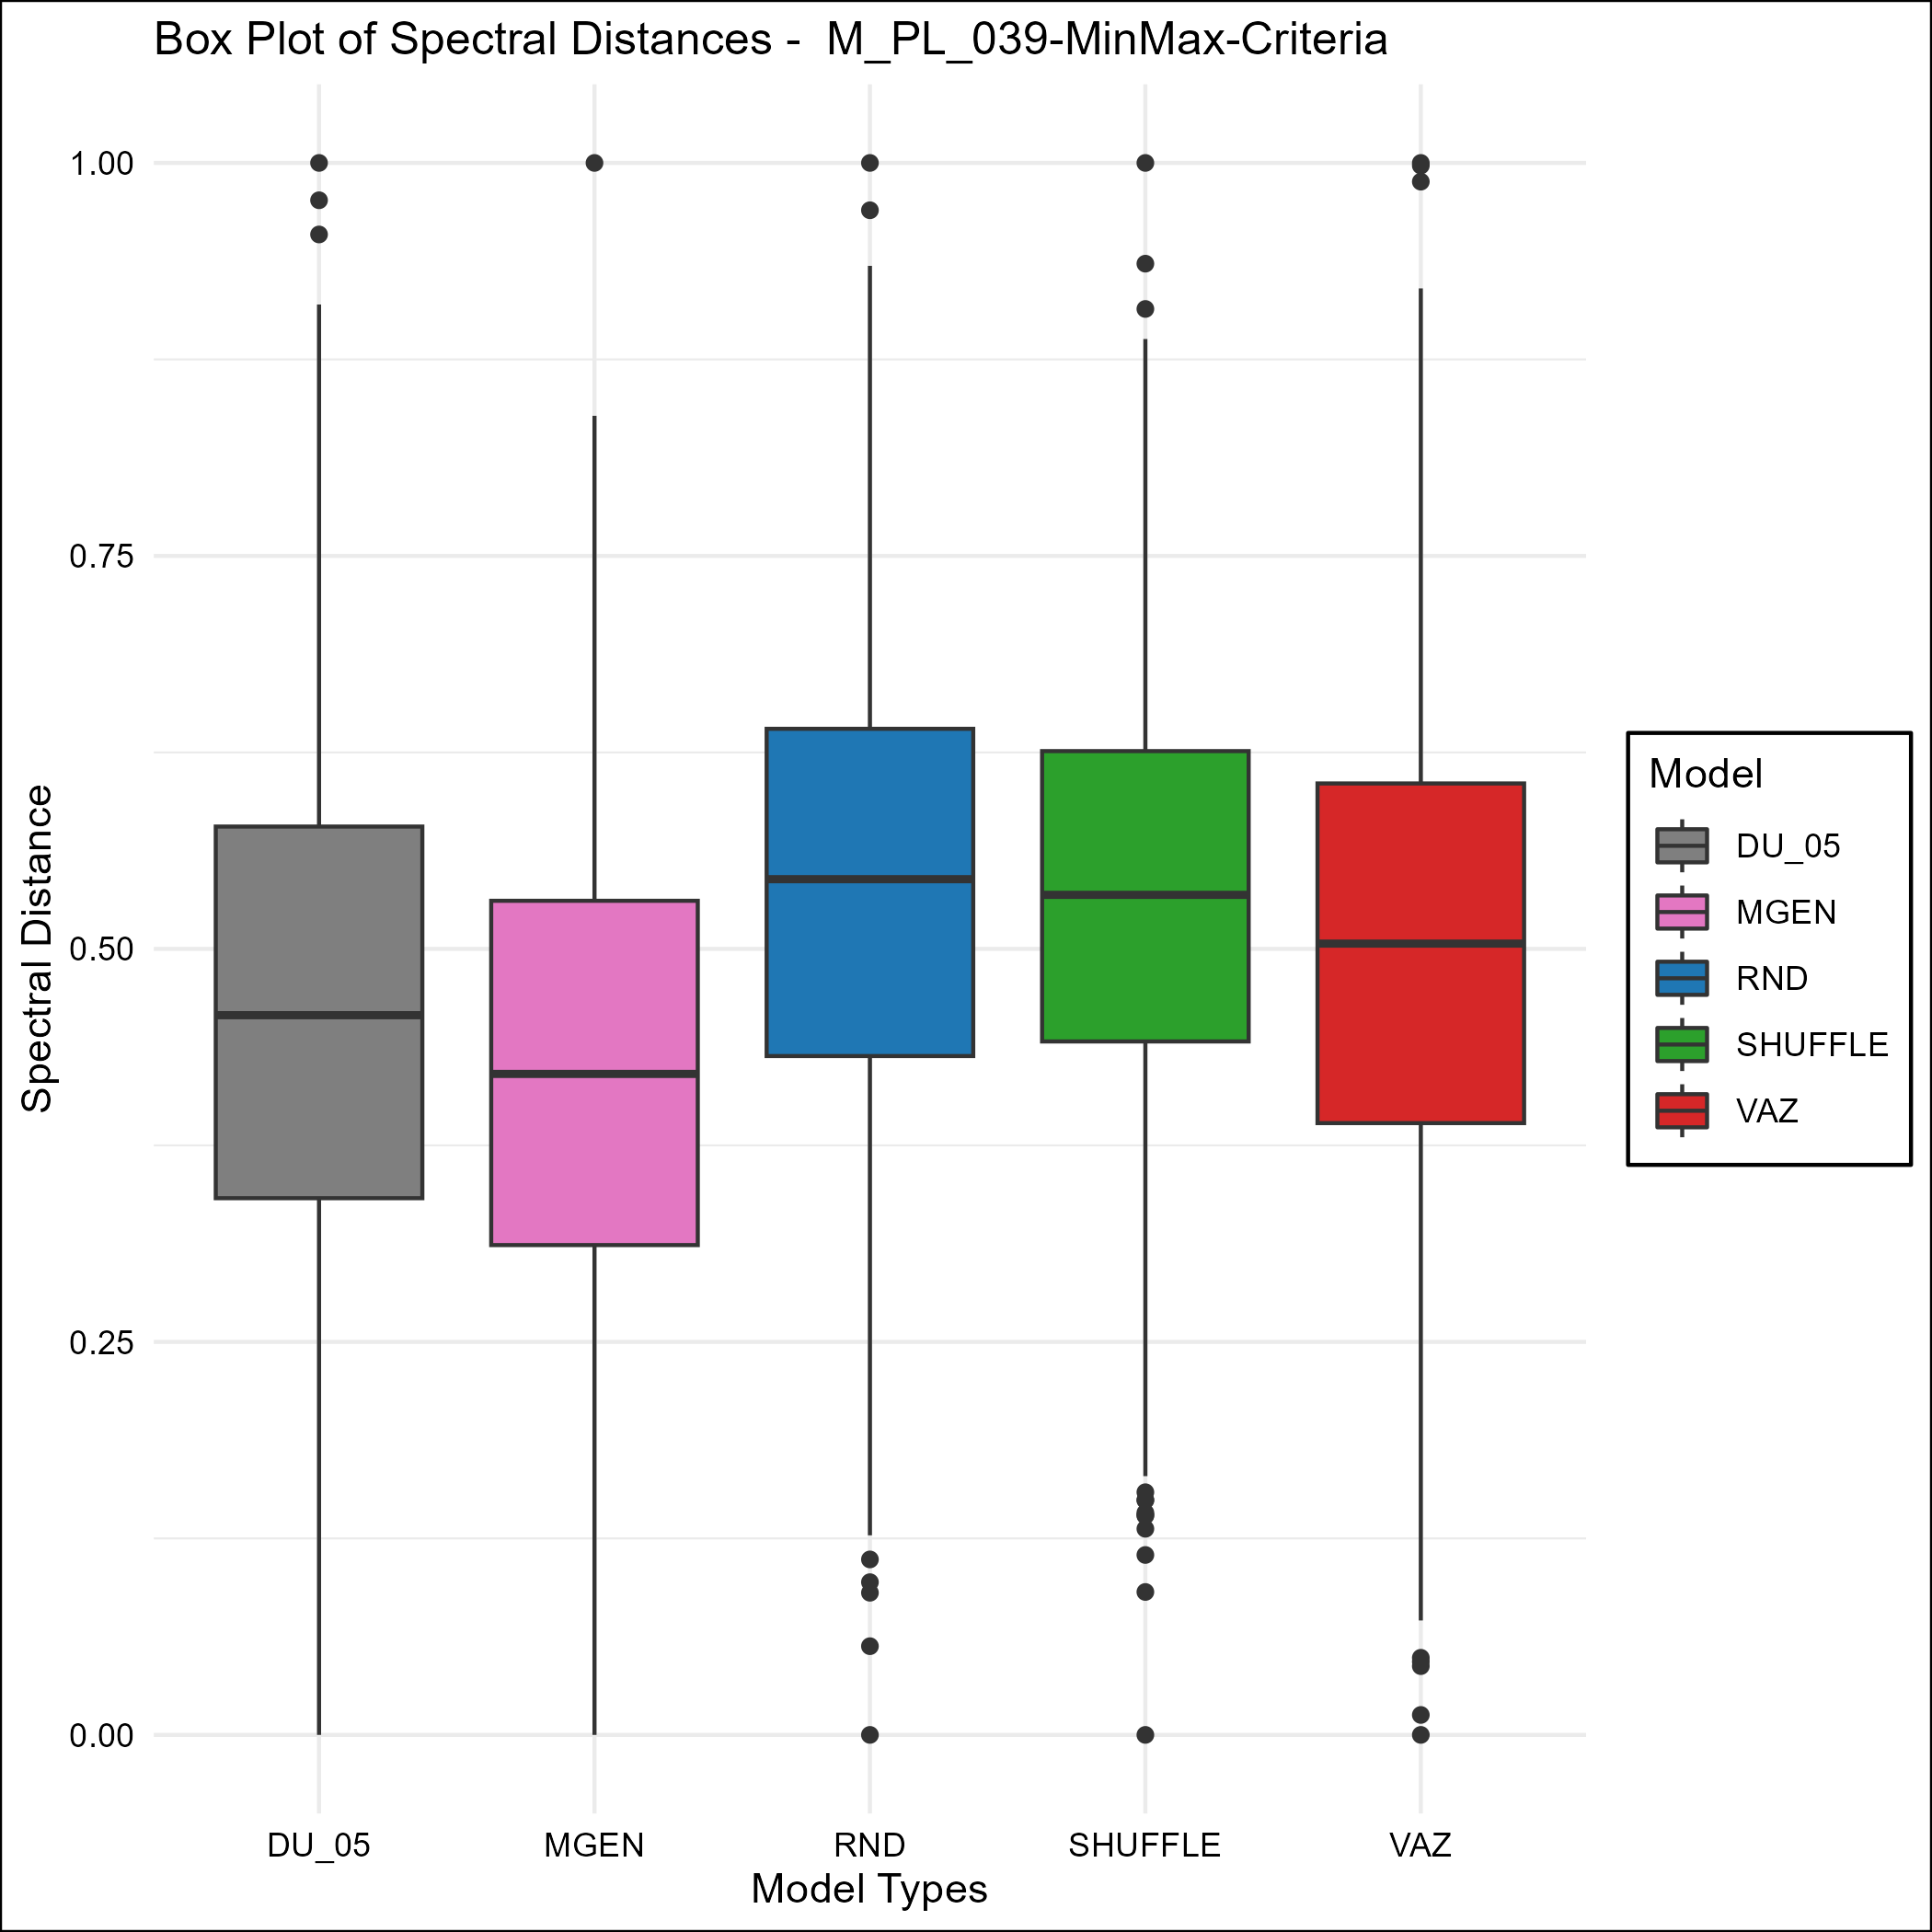 Box Plot of Spectral Distances -  M_PL_039-MinMax-Criteria
1.00
0.75
0.50
0.25
0.00
Spectral Distance
DU_05 MGEN RND SHUFFLE VAZ
Model Types
Model
DU_05
MGEN
RND
SHUFFLE
VAZ